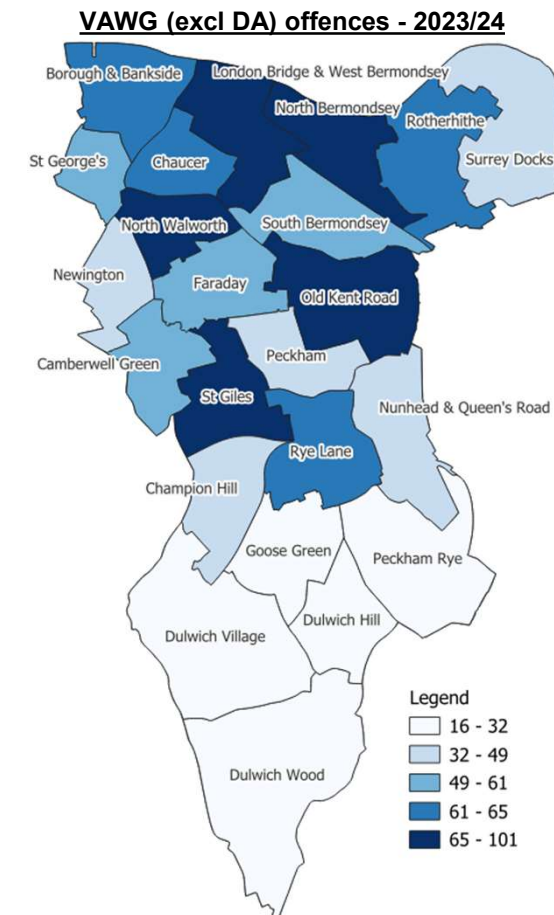 VAWG (excl DA) offences - 2023/24
Borough & Bankside
London Bridge & West Bermondsey
North Bermondsey
Rotherhithe
St George's
Chaucer
Surrey Docks
North Walworth
South Bermondsey
Newington
Faraday
Old Kent Road
Camberwell Green
Peckham
St Giles
Nunhead & Queen's Road
Rye Lane
Champion Hill
Goose Green
Peckham Rye
Dulwich Village
Dulwich Hill
Dulwich Wood
Legend
16 - 32
32 - 49
49 - 61
61 - 65
65 - 101